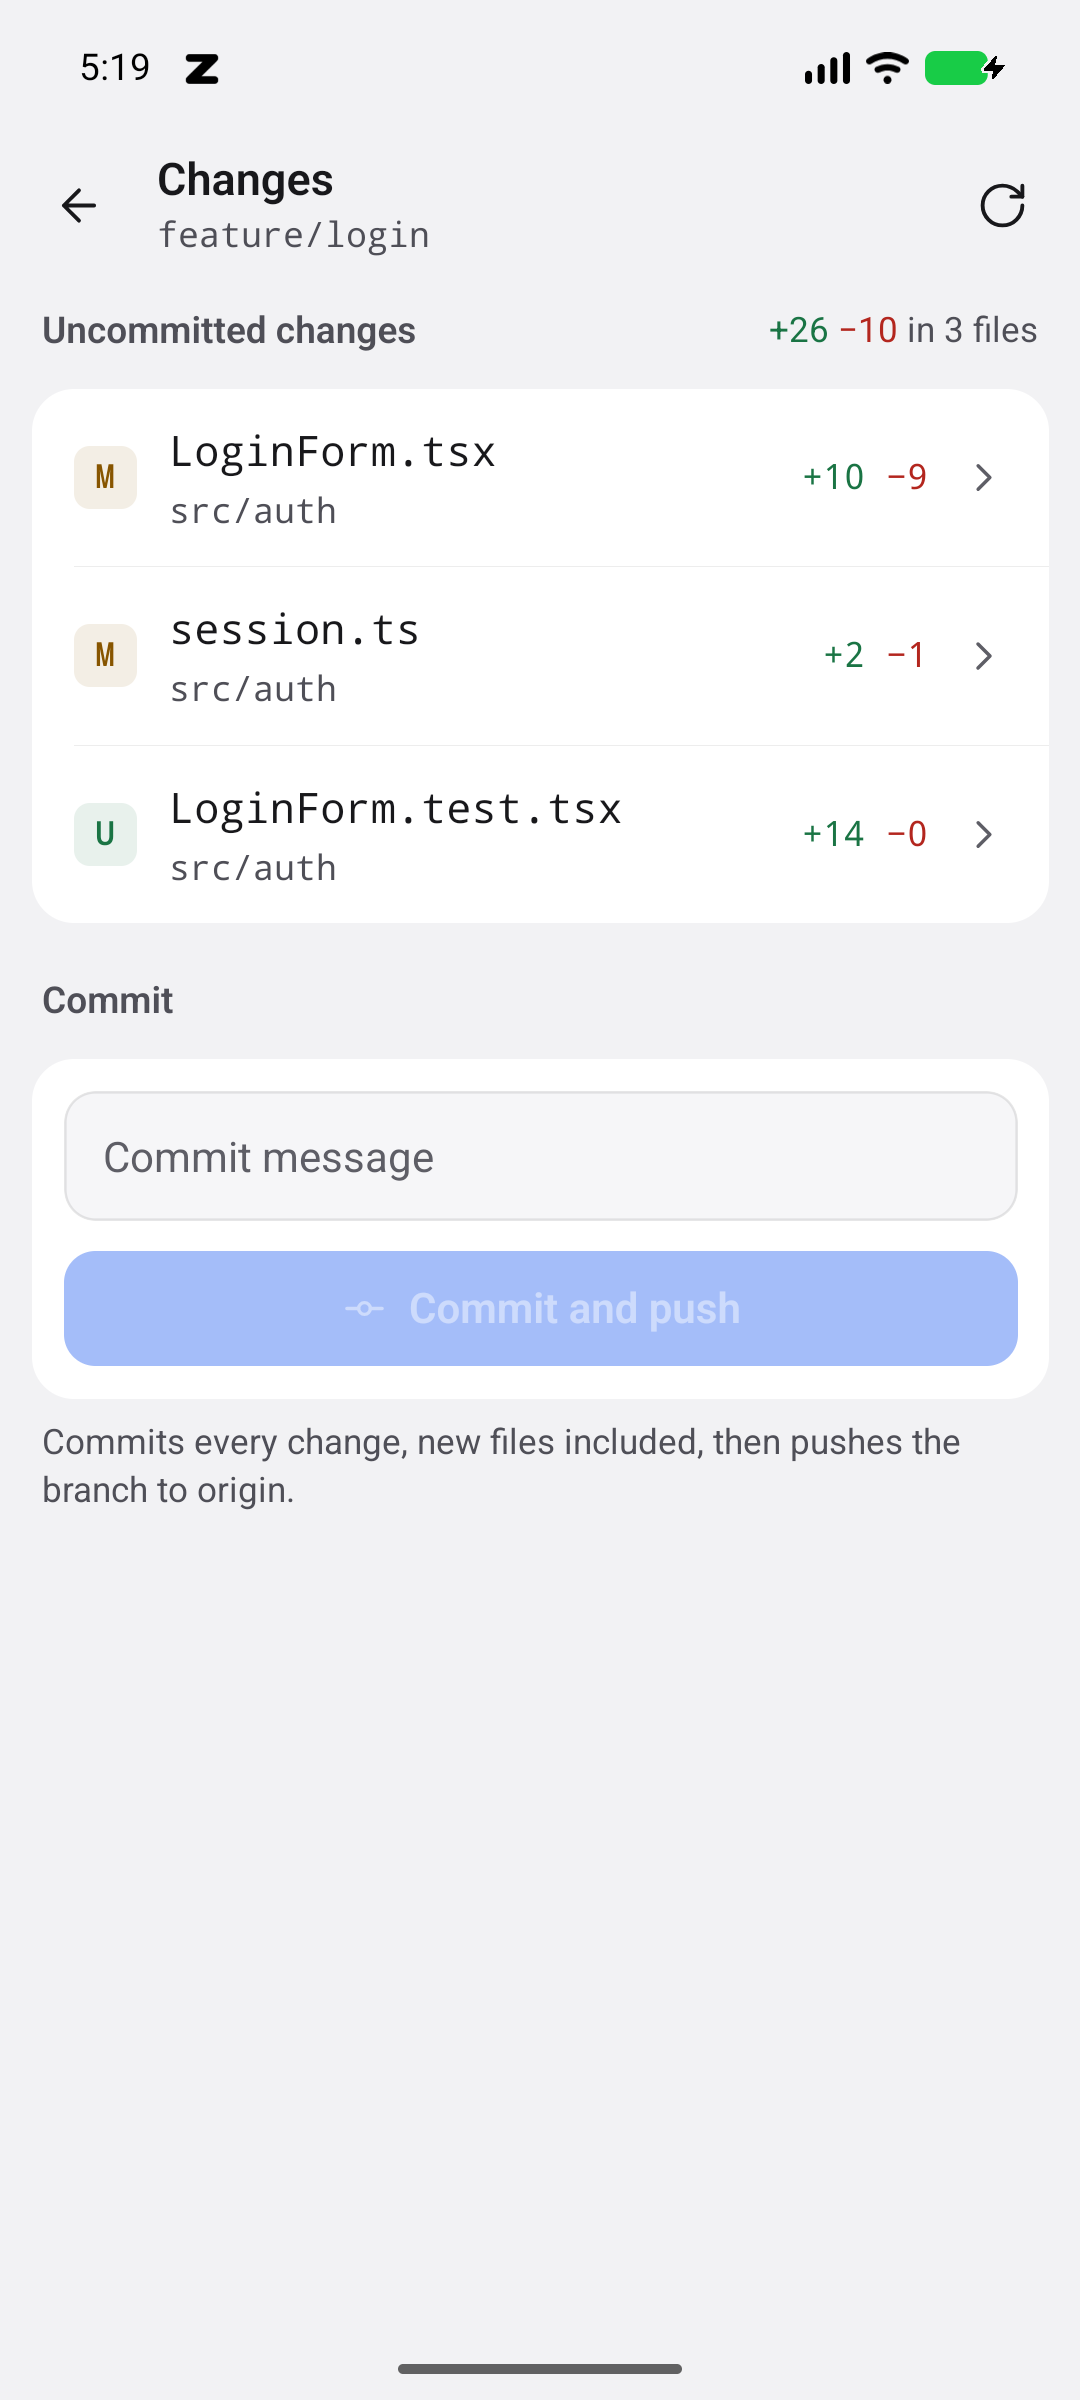 5:19
Changes
feature/login
Uncommitted changes +26 −10 in 3 files
M LoginForm.tsx +10 −9
src/auth
M session.ts +2 −1
src/auth
U LoginForm.test.tsx +14 −0
src/auth
Commit
Commit message
Commit and push
Commits every change, new files included, then pushes the
branch to origin.